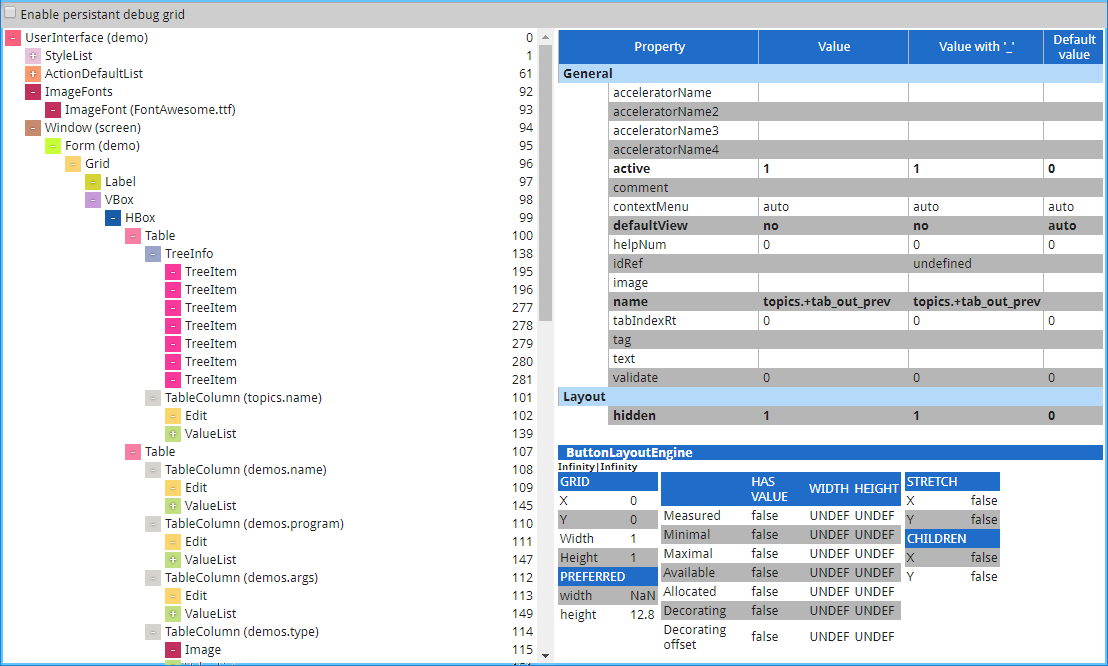 Enable persistant debug grid
UserInterface (demo) 0
StyleList 1
ActionDefaultList 61
ImageFonts 92
ImageFont (FontAwesome.ttf) 93
Window (screen) 94
Form (demo) 95
Grid 96
Label 97
VBox 98
HBox 99
Table 100
TreeInfo 138
TreeItem 195
TreeItem 196
TreeItem 277
TreeItem 278
TreeItem 279
TreeItem 280
TreeItem 281
TableColumn (topics.name) 101
Edit 102
ValueList 139
Table 107
TableColumn (demos.name) 108
Edit 109
ValueList 145
TableColumn (demos.program) 110
Edit 111
ValueList 147
TableColumn (demos.args) 112
Edit 113
ValueList 149
TableColumn (demos.type) 114
Image 115
Property Value Value with '_' Default value
General
acceleratorName
acceleratorName2
acceleratorName3
acceleratorName4
active 1 1 0
comment
contextMenu auto auto auto
defaultView no no auto
helpNum 0 0 0
idRef undefined
image
name topics.+tab_out_prev topics.+tab_out_prev
tabIndexRt 0 0 0
tag
text
validate 0 0 0
Layout
hidden 1 1 0
ButtonLayoutEngine
Infinity|Infinity
GRID
X 0
Y 0
Width 1
Height 1
PREFERRED
width NaN
height 12.8
HAS VALUE WIDTH HEIGHT
Measured false UNDEF UNDEF
Minimal false UNDEF UNDEF
Maximal false UNDEF UNDEF
Available false UNDEF UNDEF
Allocated false UNDEF UNDEF
Decorating false UNDEF UNDEF
Decorating offset false UNDEF UNDEF
STRETCH
X false
Y false
CHILDREN
X false
Y false